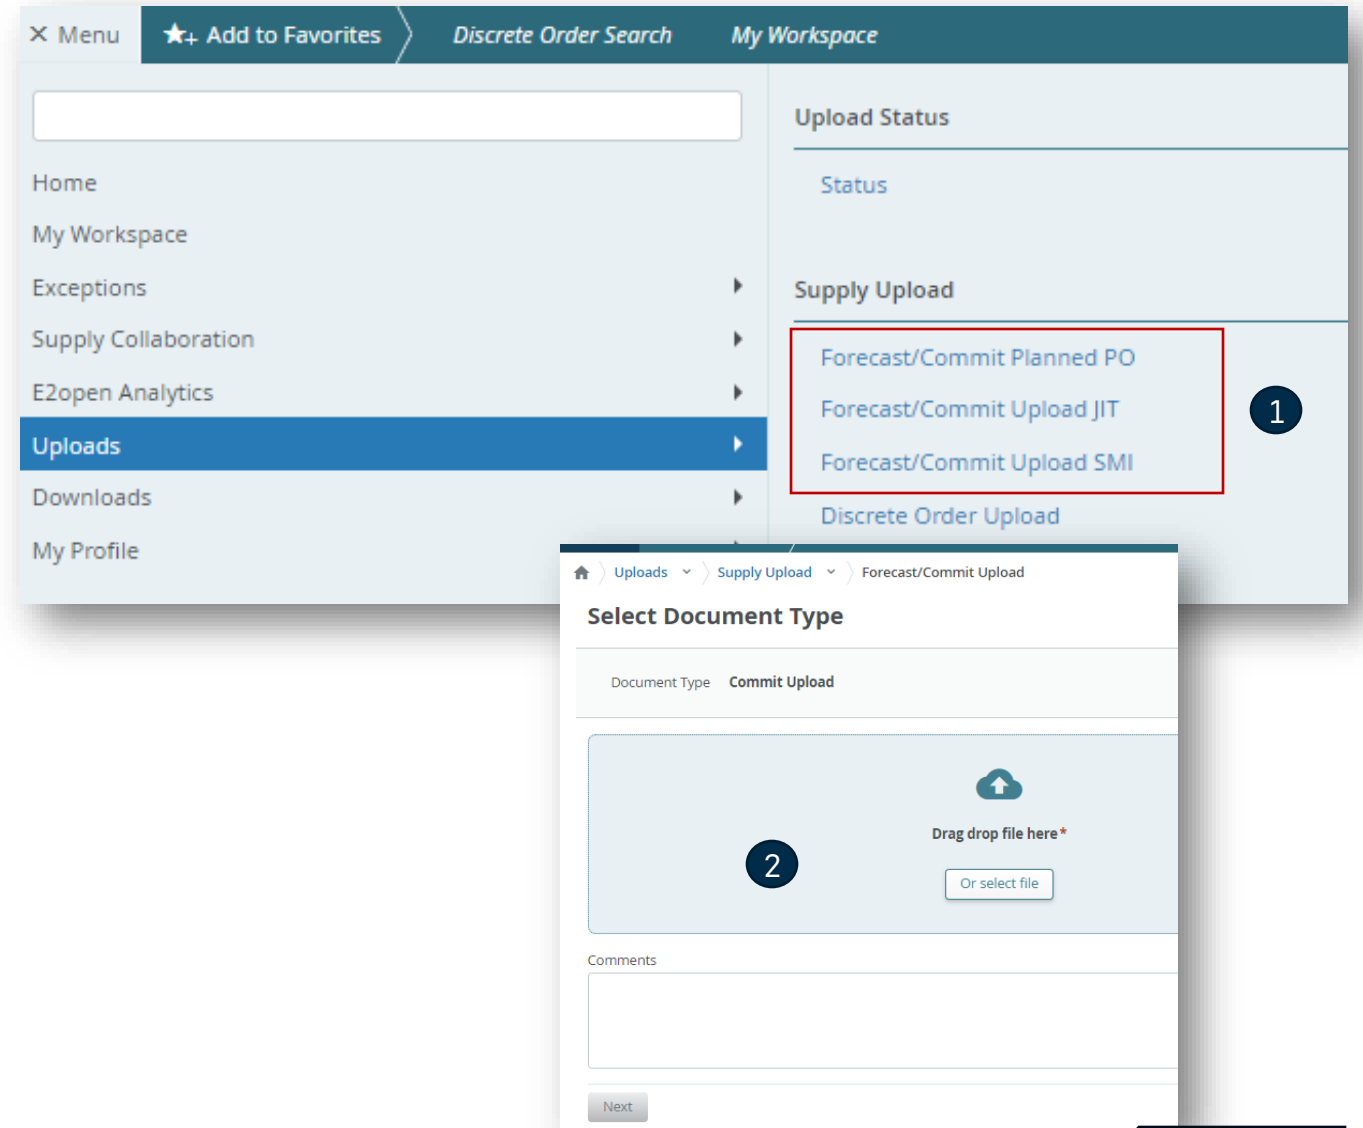 Menu
Add to Favorites
Discrete Order Search
My Workspace
Home
My Workspace
Exceptions
Supply Collaboration
E2open Analytics
Uploads
Downloads
My Profile
Upload Status
Status
Supply Upload
Forecast/Commit Planned PO
Forecast/Commit Upload JIT
Forecast/Commit Upload SMI
1
Discrete Order Upload
Uploads Supply Upload Forecast/Commit Upload
Select Document Type
Document Type Commit Upload
Drag drop file here*
2
Or select file
Comments
Next